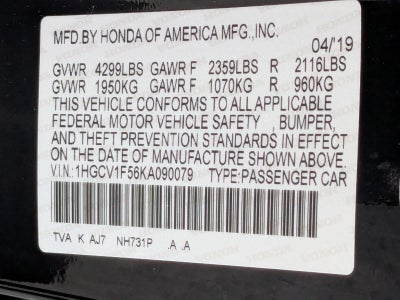 MFD.BY HONDA OF AMERICA MFG.,INC.
04/'19
GVWR 4299LBS GAWR F 2359LBS R 2116LBS
GVWR 1950KG GAWR F 1070KG R 960KG
THIS VEHICLE CONFORMS TO ALL APPLICABLE
FEDERAL MOTOR VEHICLE SAFETY , BUMPER,
AND THEFT PREVENTION STANDARDS IN EFFECT
ON THE DATE OF MANUFACTURE SHOWN ABOVE.
V.I.N.:1HGCV1F56KA090079 TYPE:PASSENGER CAR
TVA K AJ7 NH731P .A .A